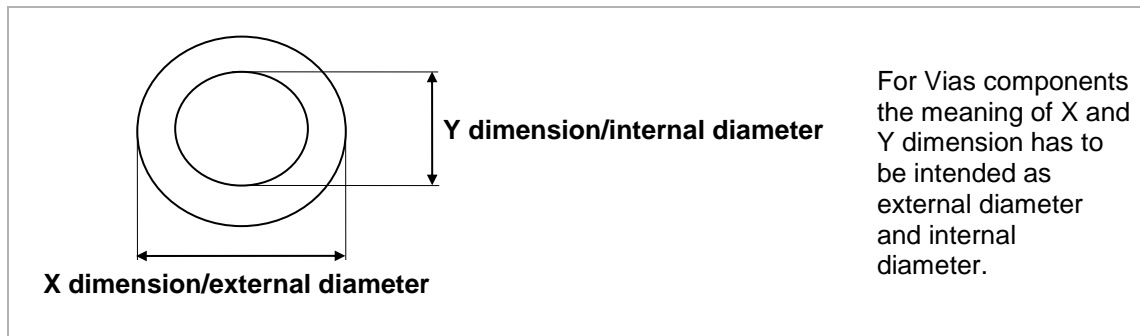 Y dimension/internal diameter
X dimension/external diameter
For Vias components
the meaning of X and
Y dimension has to
be intended as
external diameter
and internal
diameter.